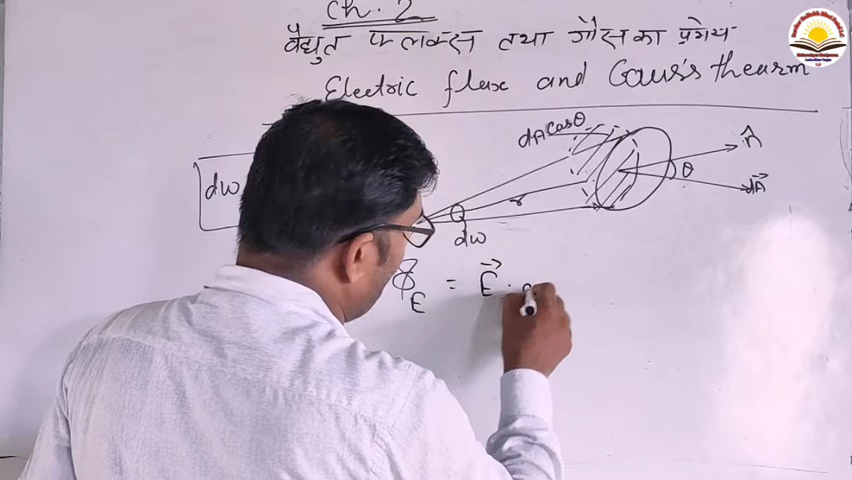 Ch. 2
वैद्युत फ्लक्स तथा गौस का प्रमेय
Electric flux and Gauss's thearm
dA cosθ
n̂
θ
dA⃗
dω
r
dω
Φ_E = E⃗ .